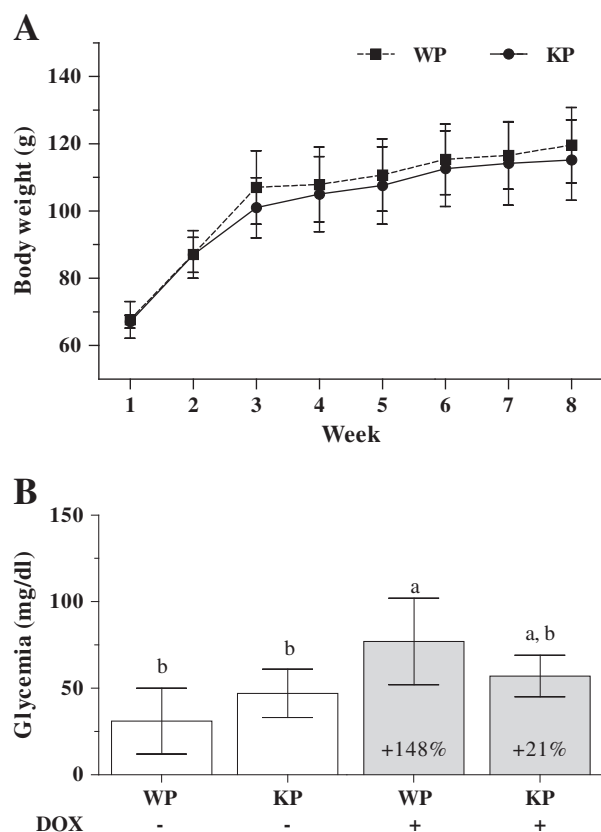 A
WP KP
140
120
100
80
60
Body weight (g)
1 2 3 4 5 6 7 8
Week
B
150
100
50
0
Glycemia (mg/dl)
b b a a, b
+148% +21%
WP KP WP KP
DOX - - + +